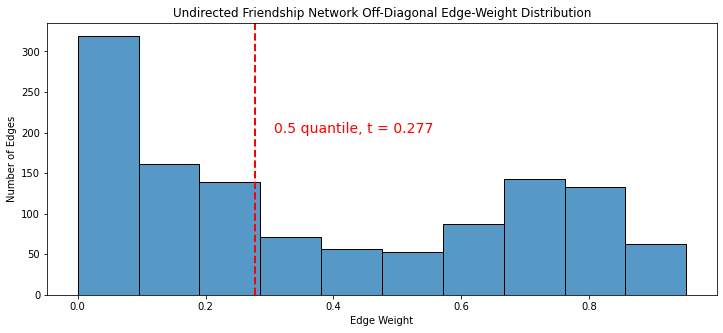 Undirected Friendship Network Off-Diagonal Edge-Weight Distribution
300
250
200
150
100
50
0
Number of Edges
0.5 quantile, t = 0.277
0.0 0.2 0.4 0.6 0.8
Edge Weight